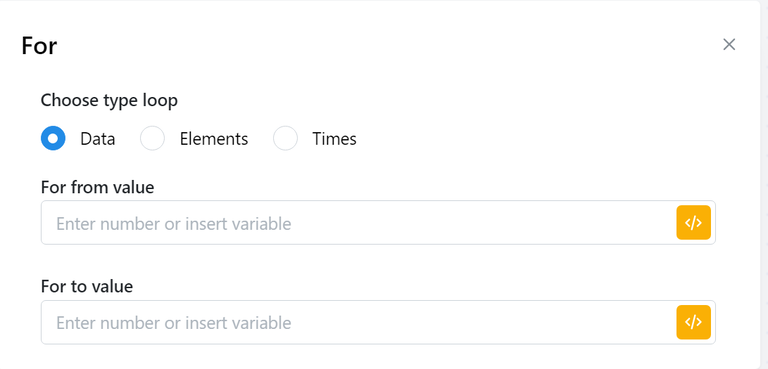 For
Choose type loop
Data Elements Times
For from value
Enter number or insert variable </>
For to value
Enter number or insert variable </>